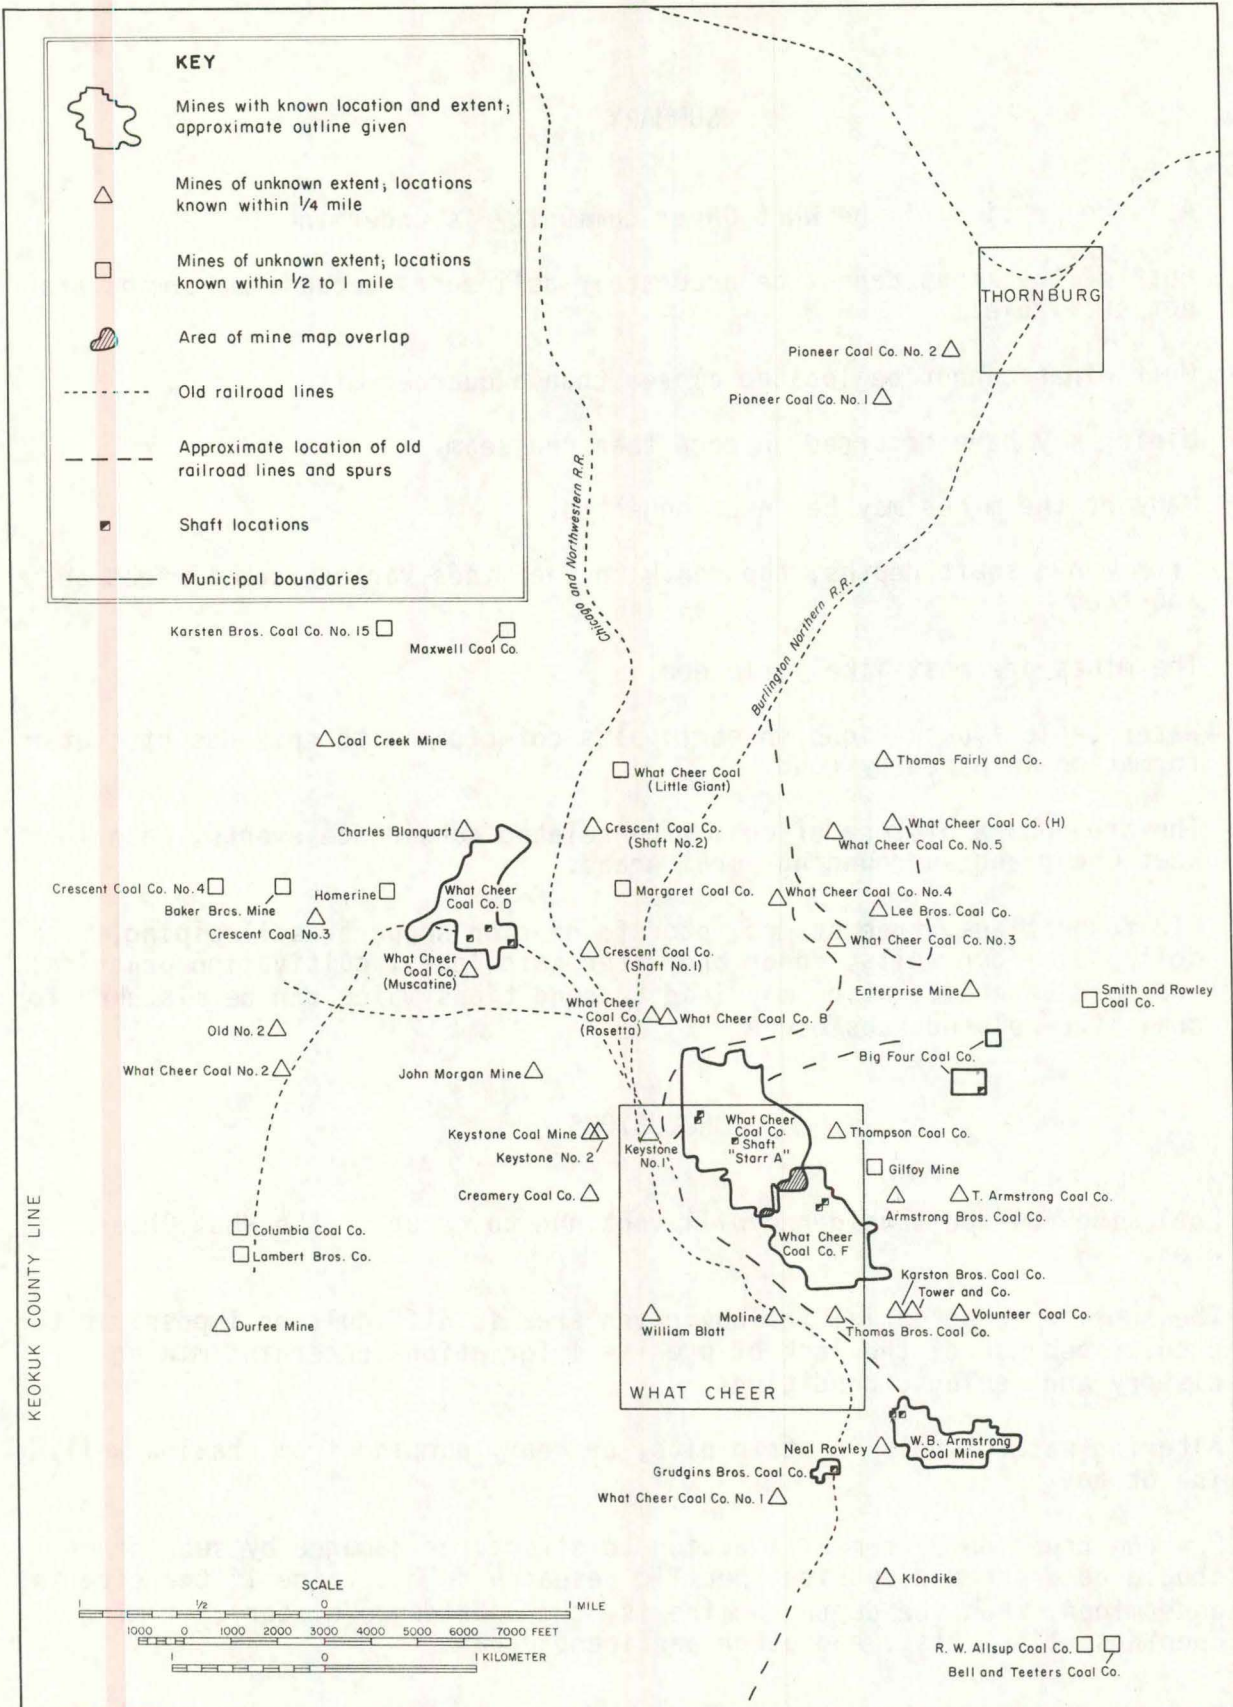 KEY
Mines with known location and extent;
approximate outline given
Mines of unknown extent; locations
known within 1/4 mile
Mines of unknown extent; locations
known within 1/2 to 1 mile
Area of mine map overlap
Old railroad lines
Approximate location of old
railroad lines and spurs
Shaft locations
Municipal boundaries
THORNBURG
Pioneer Coal Co. No. 2
Pioneer Coal Co. No. 1
Chicago and Northwestern R.R.
Burlington Northern R.R.
Karsten Bros. Coal Co. No. 15
Maxwell Coal Co.
Coal Creek Mine
What Cheer Coal
(Little Giant)
Thomas Fairly and Co.
Charles Blanquart
Crescent Coal Co.
(Shaft No. 2)
What Cheer Coal Co. (H)
What Cheer Coal Co. No. 5
Crescent Coal Co. No. 4
Baker Bros. Mine
Homerine
What Cheer
Coal Co. D
Margaret Coal Co.
What Cheer Coal Co. No. 4
Lee Bros. Coal Co.
Crescent Coal Co. No. 3
What Cheer Coal Co. No. 3
What Cheer
Coal Co.
(Muscatine)
Crescent Coal Co.
(Shaft No. 1)
Enterprise Mine
Smith and Rowley
Coal Co.
What Cheer
Coal Co.
(Rosetta)
What Cheer Coal Co. B
Old No. 2
Big Four Coal Co.
What Cheer Coal No. 2
John Morgan Mine
What Cheer
Coal Co.
Shaft
"Starr A"
Thompson Coal Co.
Keystone Coal Mine
Keystone No. 2
Keystone
No. 1
Gilfoy Mine
Creamery Coal Co.
T. Armstrong Coal Co.
Armstrong Bros. Coal Co.
KEOKUK COUNTY LINE
Columbia Coal Co.
Lambert Bros. Co.
What Cheer
Coal Co. F
Karston Bros. Coal Co.
Tower and Co.
Durfee Mine
William Blatt
Moline
Thomas Bros. Coal Co.
Volunteer Coal Co.
WHAT CHEER
Neal Rowley
W.B. Armstrong
Coal Mine
Grudgins Bros. Coal Co.
What Cheer Coal Co. No. 1
Klondike
SCALE
1 1/2 0 1 MILE
1000 0 1000 2000 3000 4000 5000 6000 7000 FEET
1 0 1 KILOMETER
R. W. Allsup Coal Co.
Bell and Teeters Coal Co.